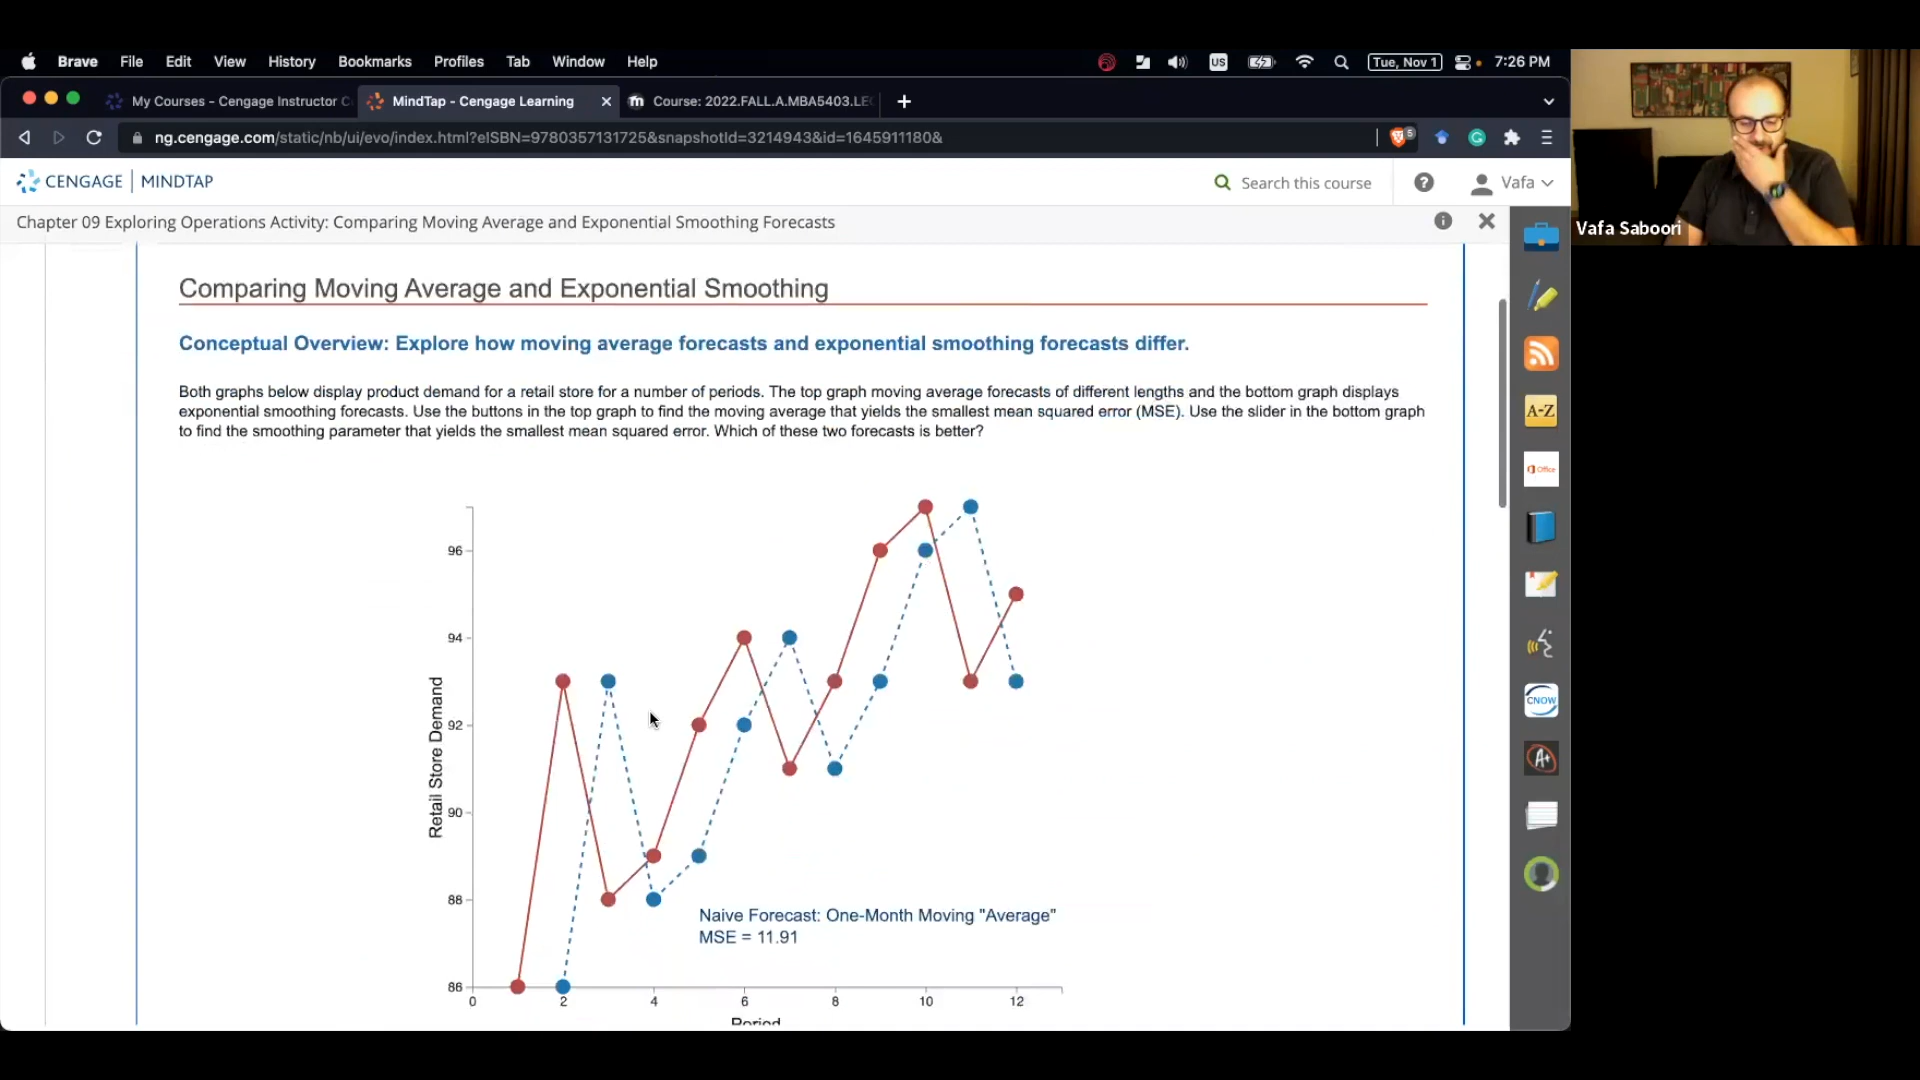 Brave File Edit View History Bookmarks Profiles Tab Window Help
US
Tue, Nov 1
7:26 PM
My Courses - Cengage Instructor C
MindTap - Cengage Learning
Course: 2022.FALL.A.MBA5403.LE
ng.cengage.com/static/nb/ui/evo/index.html?eISBN=9780357131725&snapshotId=3214943&id=1645911180&
5
CENGAGE | MINDTAP
Search this course
Vafa
Chapter 09 Exploring Operations Activity: Comparing Moving Average and Exponential Smoothing Forecasts
Vafa Saboori
Comparing Moving Average and Exponential Smoothing
Conceptual Overview: Explore how moving average forecasts and exponential smoothing forecasts differ.
Both graphs below display product demand for a retail store for a number of periods. The top graph moving average forecasts of different lengths and the bottom graph displays
exponential smoothing forecasts. Use the buttons in the top graph to find the moving average that yields the smallest mean squared error (MSE). Use the slider in the bottom graph
to find the smoothing parameter that yields the smallest mean squared error. Which of these two forecasts is better?
A-Z
Office
CNOW
A+
Retail Store Demand
96
94
92
90
88
86
Naive Forecast: One-Month Moving "Average"
MSE = 11.91
0 2 4 6 8 10 12
Period